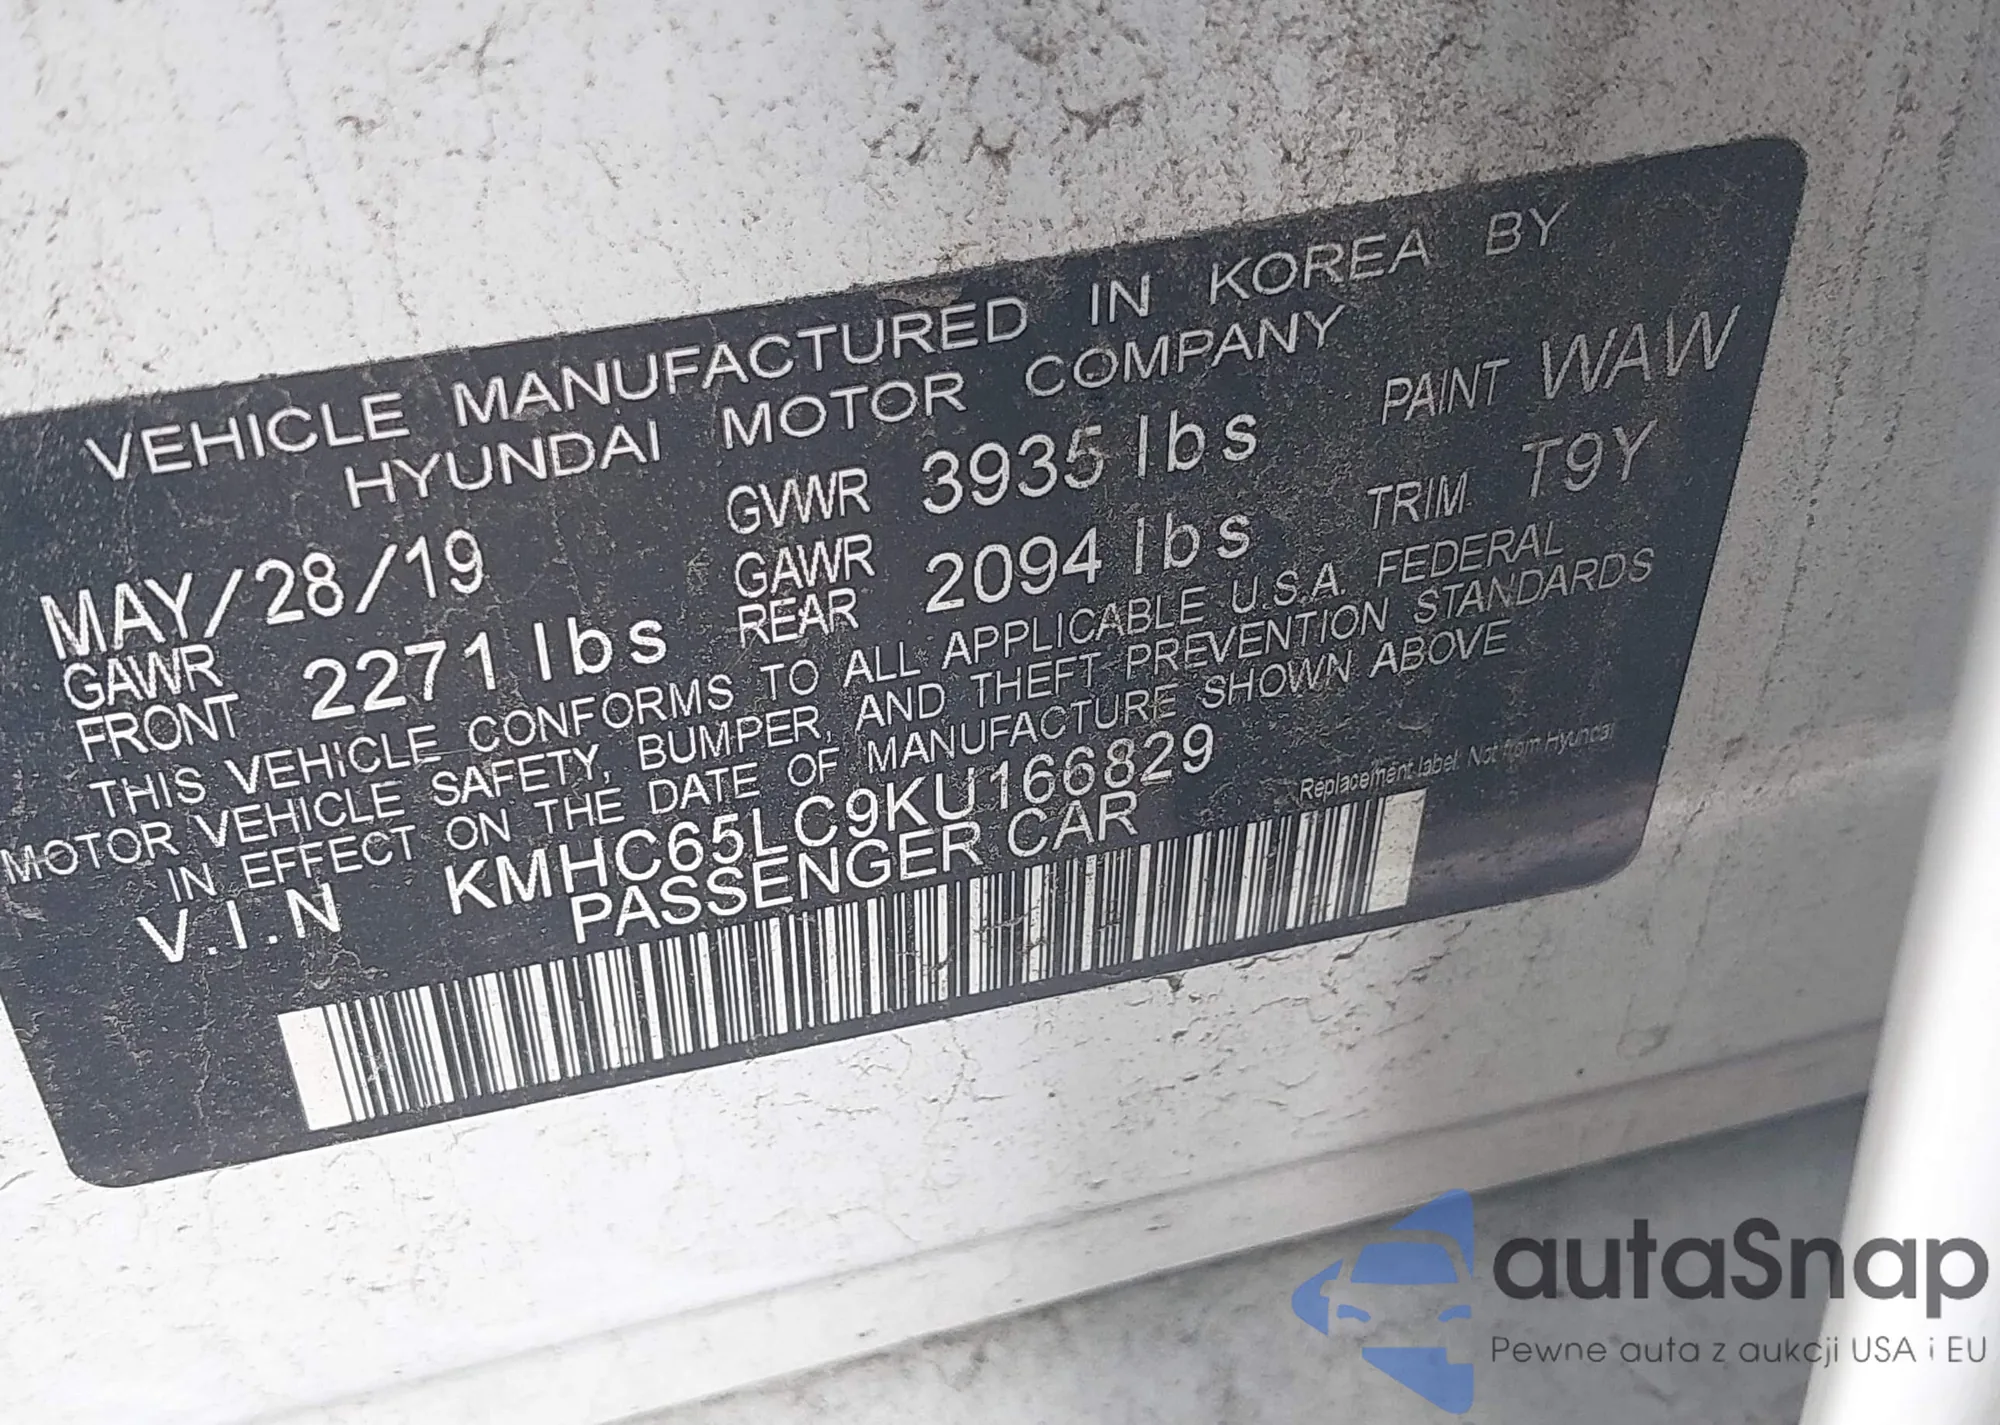 VEHICLE MANUFACTURED IN KOREA BY
HYUNDAI MOTOR COMPANY
MAY/28/19 GVWR 3935 lbs PAINT WAW
GAWR FRONT 2271 lbs GAWR REAR 2094 lbs TRIM T9Y
THIS VEHICLE CONFORMS TO ALL APPLICABLE U.S.A. FEDERAL
MOTOR VEHICLE SAFETY, BUMPER, AND THEFT PREVENTION STANDARDS
IN EFFECT ON THE DATE OF MANUFACTURE SHOWN ABOVE
V.I.N KMHC65LC9KU166829
PASSENGER CAR
Replacement label. Not from Hyundai
autaSnap
Pewne auta z aukcji USA i EU